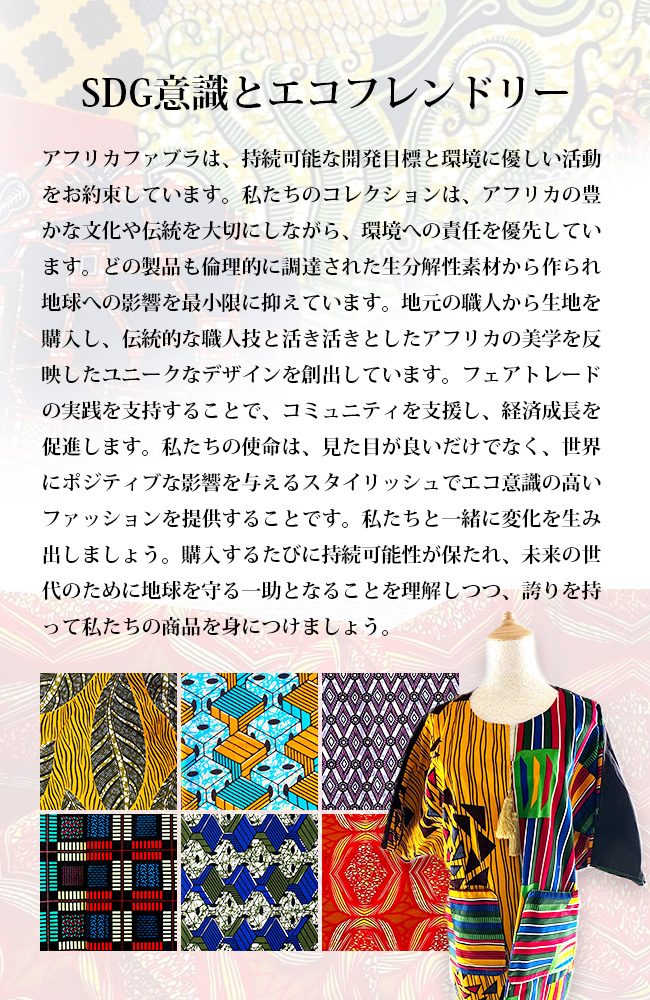 SDG意識とエコフレンドリー
アフリカファブラは、持続可能な開発目標と環境に優しい活動
をお約束しています。私たちのコレクションは、アフリカの豊
かな文化や伝統を大切にしながら、環境への責任を優先してい
ます。どの製品も倫理的に調達された生分解性素材から作られ
地球への影響を最小限に抑えています。地元の職人から生地を
購入し、伝統的な職人技と活き活きとしたアフリカの美学を反
映したユニークなデザインを創出しています。フェアトレード
の実践を支持することで、コミュニティを支援し、経済成長を
促進します。私たちの使命は、見た目が良いだけでなく、世界
にポジティブな影響を与えるスタイリッシュでエコ意識の高い
ファッションを提供することです。私たちと一緒に変化を生み
出しましょう。購入するたびに持続可能性が保たれ、未来の世
代のために地球を守る一助となることを理解しつつ、誇りを持
って私たちの商品を身につけましょう。